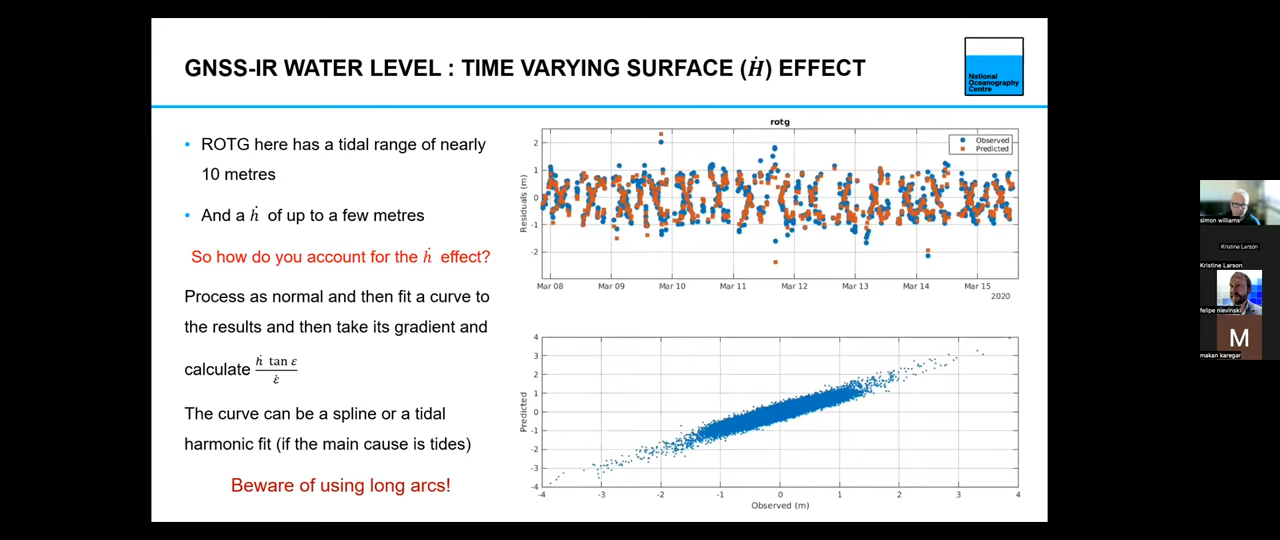 GNSS-IR WATER LEVEL : TIME VARYING SURFACE (Ḣ) EFFECT
National
Oceanography
Centre
• ROTG here has a tidal range of nearly
10 metres
• And a ḣ of up to a few metres
So how do you account for the ḣ effect?
Process as normal and then fit a curve to
the results and then take its gradient and
calculate ḣ tan ε / ε̇
The curve can be a spline or a tidal
harmonic fit (if the main cause is tides)
Beware of using long arcs!
rotg
Observed
Predicted
Residuals (m)
2
1
0
-1
-2
Mar 08 Mar 09 Mar 10 Mar 11 Mar 12 Mar 13 Mar 14 Mar 15
2020
Predicted
4
3
2
1
0
-1
-2
-3
-4
-4 -3 -2 -1 0 1 2 3 4
Observed (m)
simon williams
Kristine Larson
Kristine Larson
felipe nievinski
M
makan karegar